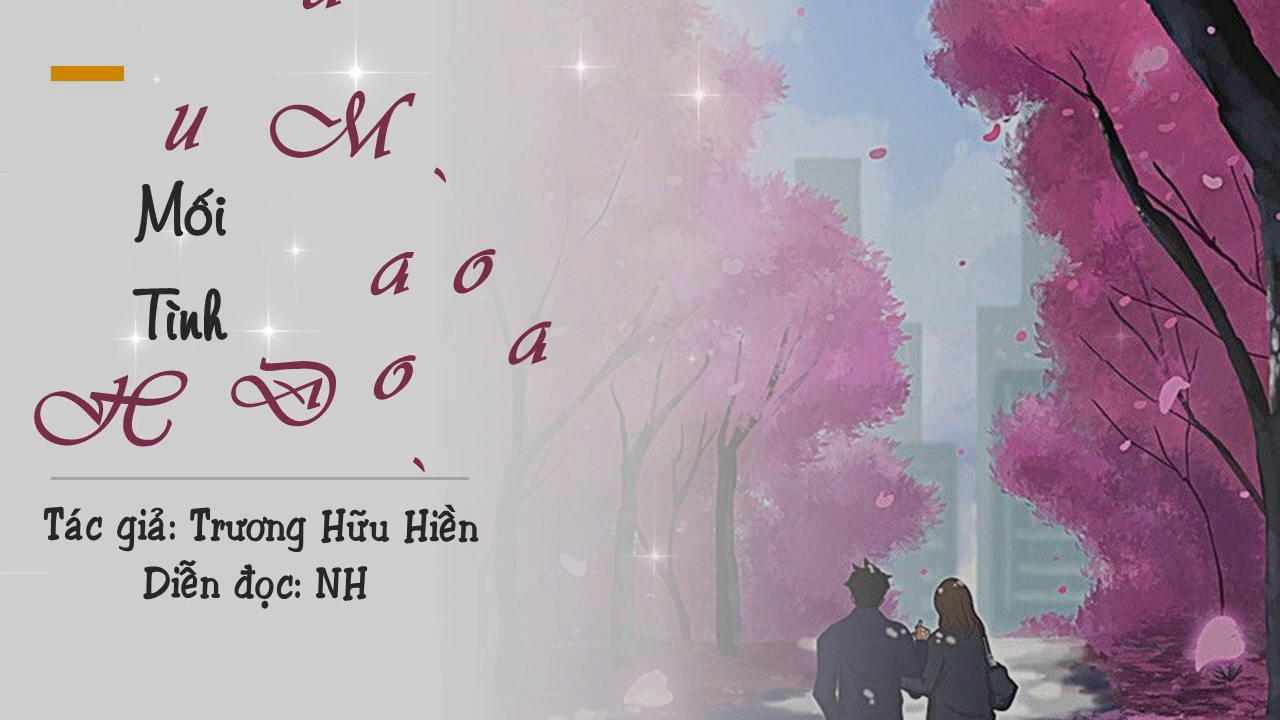 u M
Mối
a o
Tình
a
H Đ o
Tác giả: Trương Hữu Hiền
Diễn đọc: NH